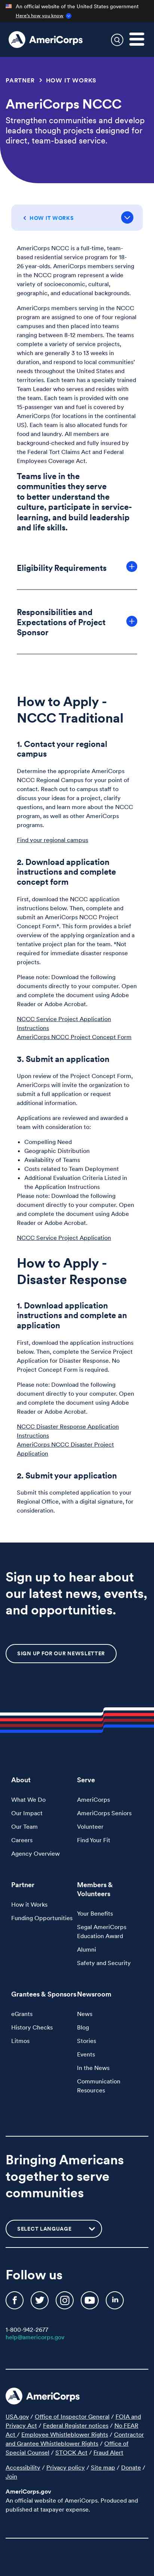 An official website of the United States government
Here's how you know
AmeriCorps
PARTNER > HOW IT WORKS
AmeriCorps NCCC
Strengthen communities and develop
leaders though projects designed for
direct, team-based service.
HOW IT WORKS
AmeriCorps NCCC is a full-time, team-
based residential service program for 18-
26 year-olds. AmeriCorps members serving
in the NCCC program represent a wide
variety of socioeconomic, cultural,
geographic, and educational backgrounds.
AmeriCorps members serving in the NCCC
program are assigned to one of four regional
campuses and then placed into teams
ranging between 8-12 members. The teams
serve at a variety of service projects,
which are generally 3 to 13 weeks in
duration, and respond to local communities'
needs throughout the United States and
territories. Each team has a specially trained
Team Leader who serves and resides with
the team. Each team is provided with one
15-passenger van and fuel is covered by
AmeriCorps (for locations in the continental
US). Each team is also allocated funds for
food and laundry. All members are
background checked and fully insured by
the Federal Tort Claims Act and Federal
Employees Coverage Act.
Teams live in the
communities they serve
to better understand the
culture, participate in service-
learning, and build leadership
and life skills.
Eligibility Requirements
Responsibilities and
Expectations of Project
Sponsor
How to Apply -
NCCC Traditional
1. Contact your regional
campus
Determine the appropriate AmeriCorps
NCCC Regional Campus for your point of
contact. Reach out to campus staff to
discuss your ideas for a project, clarify
questions, and learn more about the NCCC
program, as well as other AmeriCorps
programs.
Find your regional campus
2. Download application
instructions and complete
concept form
First, download the NCCC application
instructions below. Then, complete and
submit an AmeriCorps NCCC Project
Concept Form*. This form provides a brief
overview of the applying organization and a
tentative project plan for the team. *Not
required for immediate disaster response
projects.
Please note: Download the following
documents directly to your computer. Open
and complete the document using Adobe
Reader or Adobe Acrobat.
NCCC Service Project Application
Instructions
AmeriCorps NCCC Project Concept Form
3. Submit an application
Upon review of the Project Concept Form,
AmeriCorps will invite the organization to
submit a full application or request
additional information.
Applications are reviewed and awarded a
team with consideration to:
• Compelling Need
• Geographic Distribution
• Availability of Teams
• Costs related to Team Deployment
• Additional Evaluation Criteria Listed in
the Application Instructions
Please note: Download the following
documents directly to your computer. Open
and complete the document using Adobe
Reader or Adobe Acrobat.
NCCC Service Project Application
How to Apply -
Disaster Response
1. Download application
instructions and complete an
application
First, download the application instructions
below. Then, complete the Service Project
Application for Disaster Response. No
Project Concept Form is required.
Please note: Download the following
documents directly to your computer. Open
and complete the document using Adobe
Reader or Adobe Acrobat.
NCCC Disaster Response Application
Instructions
AmeriCorps NCCC Disaster Project
Application
2. Submit your application
Submit this completed application to your
Regional Office, with a digital signature, for
consideration.
Sign up to hear about
our latest news, events,
and opportunities.
SIGN UP FOR OUR NEWSLETTER
About
What We Do
Our Impact
Our Team
Careers
Agency Overview
Serve
AmeriCorps
AmeriCorps Seniors
Volunteer
Find Your Fit
Partner
How it Works
Funding Opportunities
Members &
Volunteers
Your Benefits
Segal AmeriCorps
Education Award
Alumni
Safety and Security
Grantees & Sponsors
eGrants
History Checks
Litmos
Newsroom
News
Blog
Stories
Events
In the News
Communication
Resources
Bringing Americans
together to serve
communities
SELECT LANGUAGE
Follow us
1-800-942-2677
help@americorps.gov
AmeriCorps
USA.gov / Office of Inspector General / FOIA and
Privacy Act / Federal Register notices / No FEAR
Act / Employee Whistleblower Rights / Contractor
and Grantee Whistleblower Rights / Office of
Special Counsel / STOCK Act / Fraud Alert
Accessibility / Privacy policy / Site map / Donate /
Join
AmeriCorps.gov
An official website of AmeriCorps. Produced and
published at taxpayer expense.